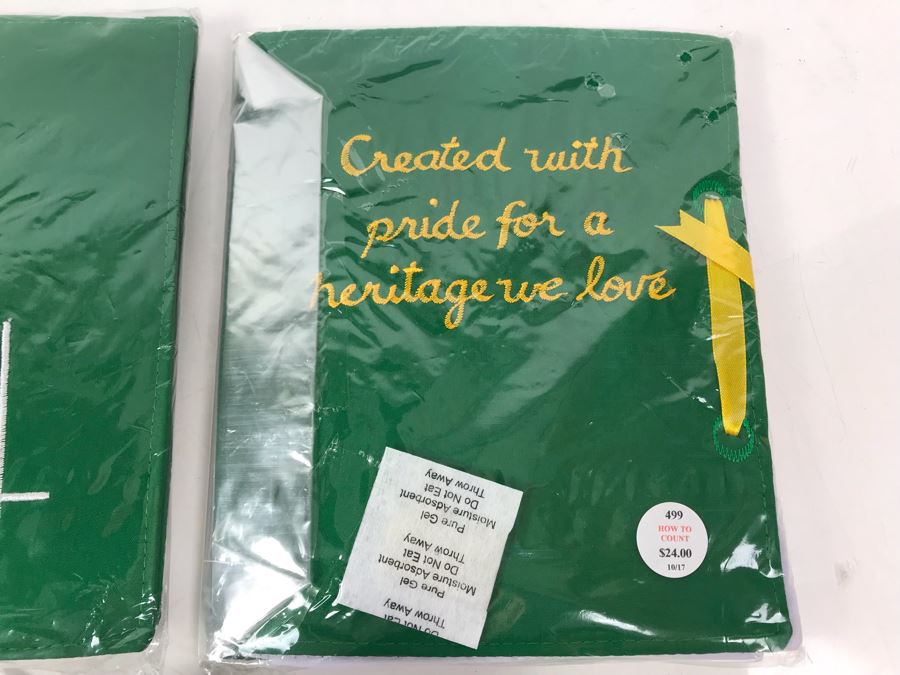 Created with
pride for a
heritage we love
499
HOW TO
COUNT
$24.00
10/17
Throw Away
Do Not Eat
Moisture Adsorbent
Pure Gel
Throw Away
Do Not Eat
Moisture Adsorbent
Pure Gel
Throw Away
Do Not Eat